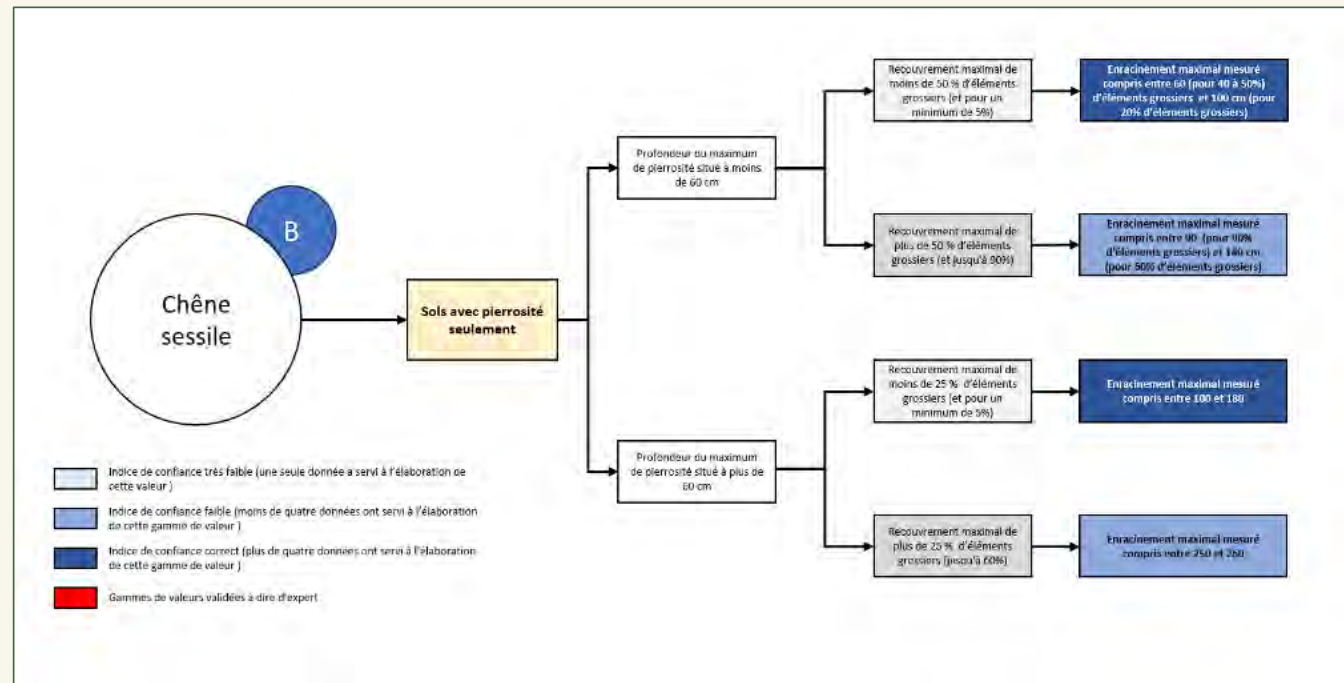 B
Chêne
sessile
Sols avec pierrosité
seulement
Profondeur du maximum
de pierrosité situé à moins
de 60 cm
Recouvrement maximal de
moins de 50 % d'éléments
grossiers (et pour un
minimum de 5%)
Enracinement maximal mesuré
compris entre 60 (pour 40 à 50%)
d'éléments grossiers et 100 cm (pour
20% d'éléments grossiers)
Recouvrement maximal de
plus de 50 % d'éléments
grossiers (et jusqu'à 90%)
Enracinement maximal mesuré
compris entre 90 (pour 90%
d'éléments grossiers) et 140 cm
(pour 50% d'éléments grossiers)
Profondeur du maximum
de pierrosité situé à plus de
60 cm
Recouvrement maximal de
moins de 25 % d'éléments
grossiers (et pour un
minimum de 5%)
Enracinement maximal mesuré
compris entre 100 et 180
Recouvrement maximal de
plus de 25 % d'éléments
grossiers (jusqu'à 60%)
Enracinement maximal mesuré
compris entre 250 et 260
Indice de confiance très faible (une seule donnée a servi à l'élaboration de
cette valeur )
Indice de confiance faible (moins de quatre données ont servi à l'élaboration
de cette gamme de valeur )
Indice de confiance correct (plus de quatre données ont servi à l'élaboration
de cette gamme de valeur )
Gammes de valeurs validées à dire d'expert